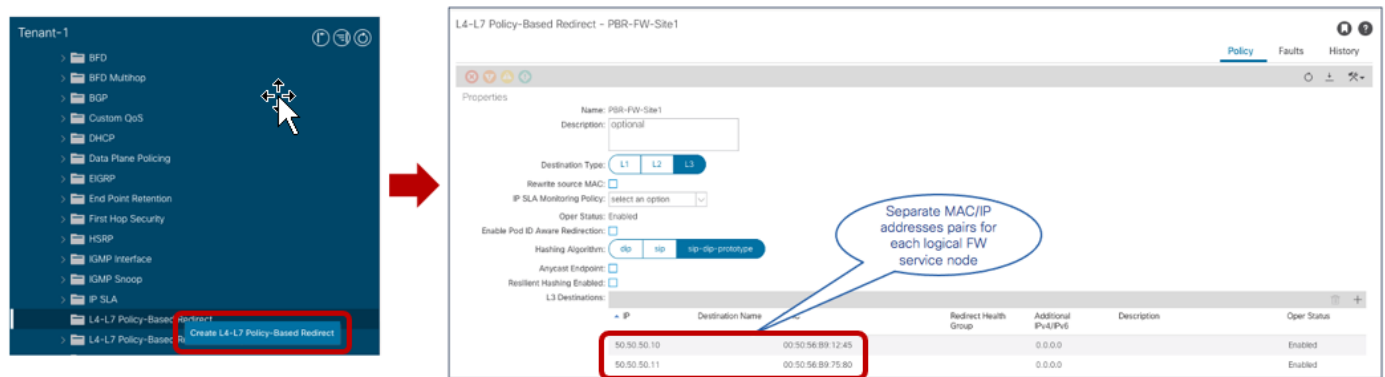 Tenant-1
BFD
BFD Multihop
BGP
Custom QoS
DHCP
Data Plane Policing
EIGRP
End Point Retention
First Hop Security
HSRP
IGMP Interface
IGMP Snoop
IP SLA
L4-L7 Policy-Based Redirect
Create L4-L7 Policy-Based Redirect
L4-L7 Policy-Based R
L4-L7 Policy-Based Redirect - PBR-FW-Site1
Policy Faults History
Properties
Name: PBR-FW-Site1
Description: optional
Destination Type: L1 L2 L3
Rewrite source MAC:
IP SLA Monitoring Policy: select an option
Oper Status: Enabled
Enable Pod ID Aware Redirection:
Hashing Algorithm: dip sip sip-dip-prototype
Anycast Endpoint:
Resilient Hashing Enabled:
L3 Destinations:
Separate MAC/IP
addresses pairs for
each logical FW
service node
IP Destination Name Redirect Health Group Additional IPv4/IPv6 Description Oper Status
50.50.50.10 00:50:56:B9:12:45 0.0.0.0 Enabled
50.50.50.11 00:50:56:B9:75:80 0.0.0.0 Enabled